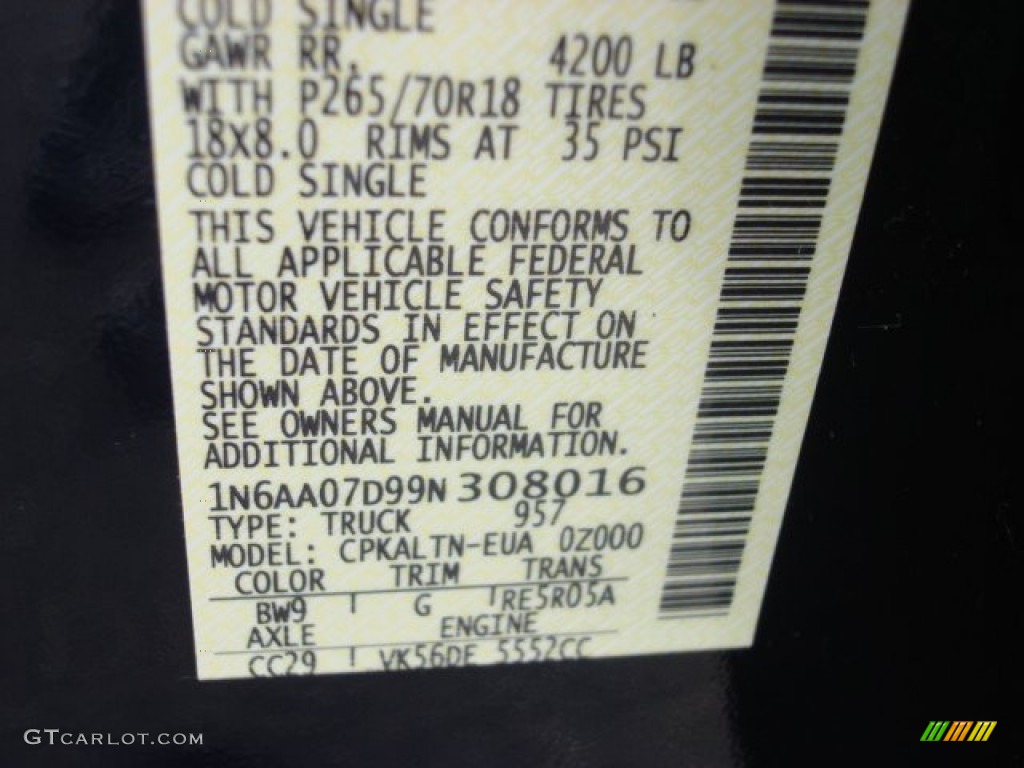 COLD SINGLE
GAWR RR. 4200 LB
WITH P265/70R18 TIRES
18X8.0 RIMS AT 35 PSI
COLD SINGLE
THIS VEHICLE CONFORMS TO
ALL APPLICABLE FEDERAL
MOTOR VEHICLE SAFETY
STANDARDS IN EFFECT ON
THE DATE OF MANUFACTURE
SHOWN ABOVE.
SEE OWNERS MANUAL FOR
ADDITIONAL INFORMATION.
1N6AA07D99N 308016
TYPE: TRUCK 957
MODEL: CPKALTN-EUA 0Z000
COLOR TRIM TRANS
BW9 G RE5R05A
AXLE ENGINE
CC29 VK56DE 5552CC
GTCARLOT.COM